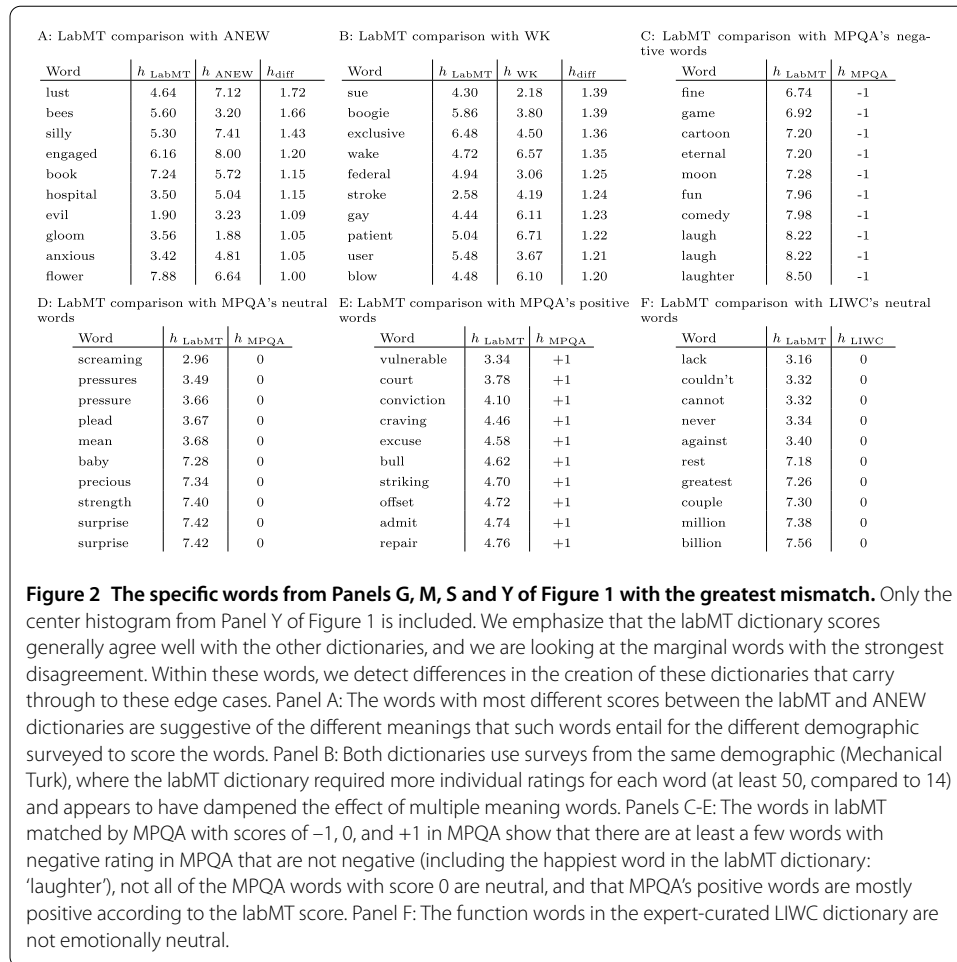 A: LabMT comparison with ANEW
Word h LabMT h ANEW hdiff
lust 4.64 7.12 1.72
bees 5.60 3.20 1.66
silly 5.30 7.41 1.43
engaged 6.16 8.00 1.20
book 7.24 5.72 1.15
hospital 3.50 5.04 1.15
evil 1.90 3.23 1.09
gloom 3.56 1.88 1.05
anxious 3.42 4.81 1.05
flower 7.88 6.64 1.00
B: LabMT comparison with WK
Word h LabMT h WK hdiff
sue 4.30 2.18 1.39
boogie 5.86 3.80 1.39
exclusive 6.48 4.50 1.36
wake 4.72 6.57 1.35
federal 4.94 3.06 1.25
stroke 2.58 4.19 1.24
gay 4.44 6.11 1.23
patient 5.04 6.71 1.22
user 5.48 3.67 1.21
blow 4.48 6.10 1.20
C: LabMT comparison with MPQA's nega-
tive words
Word h LabMT h MPQA
fine 6.74 -1
game 6.92 -1
cartoon 7.20 -1
eternal 7.20 -1
moon 7.28 -1
fun 7.96 -1
comedy 7.98 -1
laugh 8.22 -1
laugh 8.22 -1
laughter 8.50 -1
D: LabMT comparison with MPQA's neutral
words
Word h LabMT h MPQA
screaming 2.96 0
pressures 3.49 0
pressure 3.66 0
plead 3.67 0
mean 3.68 0
baby 7.28 0
precious 7.34 0
strength 7.40 0
surprise 7.42 0
surprise 7.42 0
E: LabMT comparison with MPQA's positive
words
Word h LabMT h MPQA
vulnerable 3.34 +1
court 3.78 +1
conviction 4.10 +1
craving 4.46 +1
excuse 4.58 +1
bull 4.62 +1
striking 4.70 +1
offset 4.72 +1
admit 4.74 +1
repair 4.76 +1
F: LabMT comparison with LIWC's neutral
words
Word h LabMT h LIWC
lack 3.16 0
couldn't 3.32 0
cannot 3.32 0
never 3.34 0
against 3.40 0
rest 7.18 0
greatest 7.26 0
couple 7.30 0
million 7.38 0
billion 7.56 0
Figure 2 The specific words from Panels G, M, S and Y of Figure 1 with the greatest mismatch. Only the
center histogram from Panel Y of Figure 1 is included. We emphasize that the labMT dictionary scores
generally agree well with the other dictionaries, and we are looking at the marginal words with the strongest
disagreement. Within these words, we detect differences in the creation of these dictionaries that carry
through to these edge cases. Panel A: The words with most different scores between the labMT and ANEW
dictionaries are suggestive of the different meanings that such words entail for the different demographic
surveyed to score the words. Panel B: Both dictionaries use surveys from the same demographic (Mechanical
Turk), where the labMT dictionary required more individual ratings for each word (at least 50, compared to 14)
and appears to have dampened the effect of multiple meaning words. Panels C-E: The words in labMT
matched by MPQA with scores of –1, 0, and +1 in MPQA show that there are at least a few words with
negative rating in MPQA that are not negative (including the happiest word in the labMT dictionary:
‘laughter’), not all of the MPQA words with score 0 are neutral, and that MPQA’s positive words are mostly
positive according to the labMT score. Panel F: The function words in the expert-curated LIWC dictionary are
not emotionally neutral.